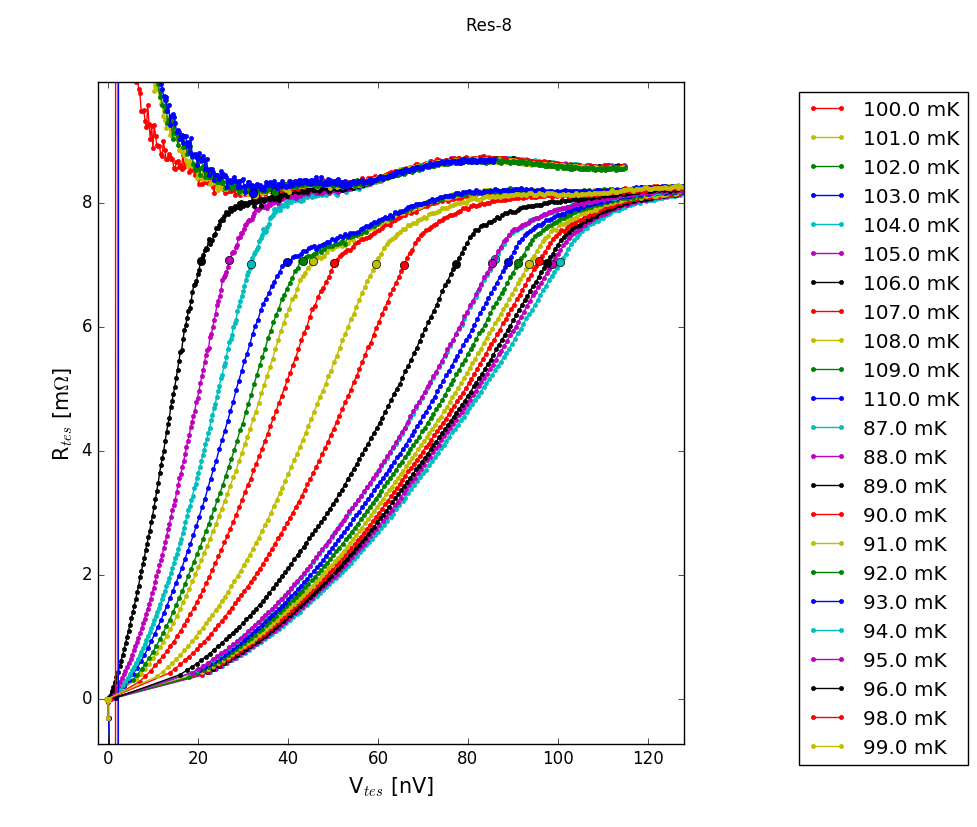 Res-8
R_tes [mΩ]
8
6
4
2
0
0 20 40 60 80 100 120
V_tes [nV]
100.0 mK
101.0 mK
102.0 mK
103.0 mK
104.0 mK
105.0 mK
106.0 mK
107.0 mK
108.0 mK
109.0 mK
110.0 mK
87.0 mK
88.0 mK
89.0 mK
90.0 mK
91.0 mK
92.0 mK
93.0 mK
94.0 mK
95.0 mK
96.0 mK
98.0 mK
99.0 mK